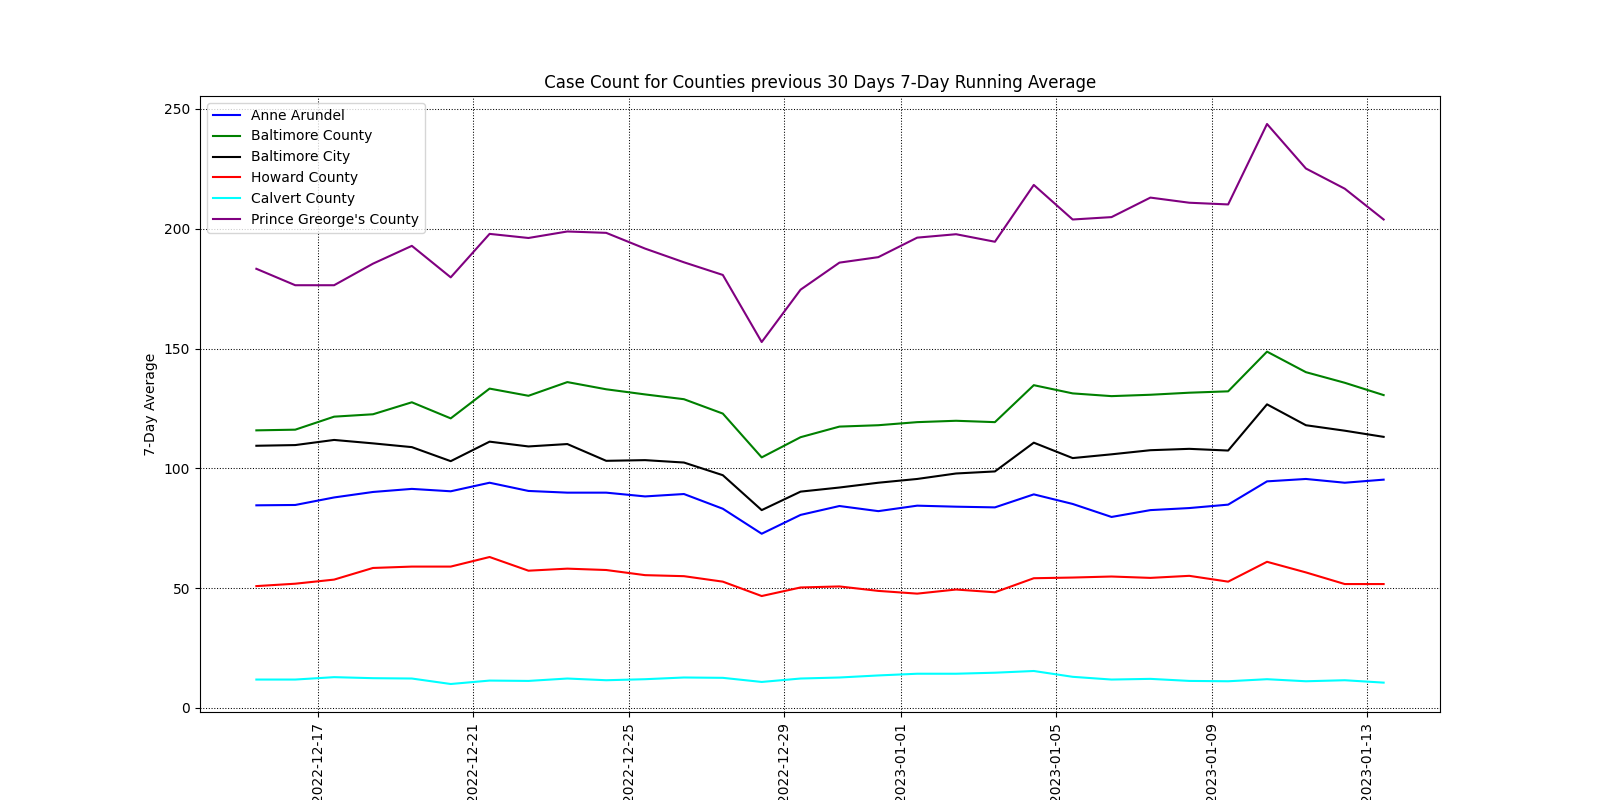 Case Count for Counties previous 30 Days 7-Day Running Average
250
200
150
100
50
0
7-Day Average
Anne Arundel
Baltimore County
Baltimore City
Howard County
Calvert County
Prince Greorge's County
2022-12-17
2022-12-21
2022-12-25
2022-12-29
2023-01-01
2023-01-05
2023-01-09
2023-01-13